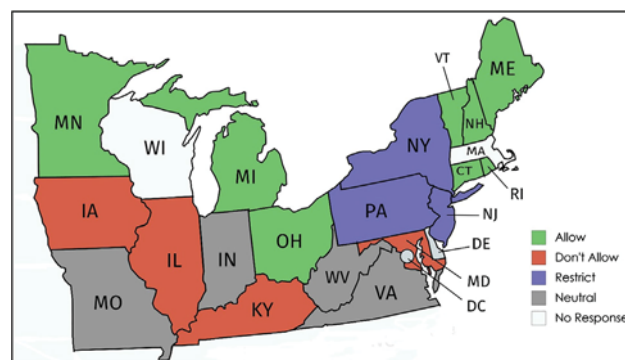 ME
VT
MN
NH
NY
WI
MA
MI
CT
RI
IA
PA
NJ
OH
IL
IN
DE
WV
MD
MO
KY
VA
DC
Allow
Don't Allow
Restrict
Neutral
No Response